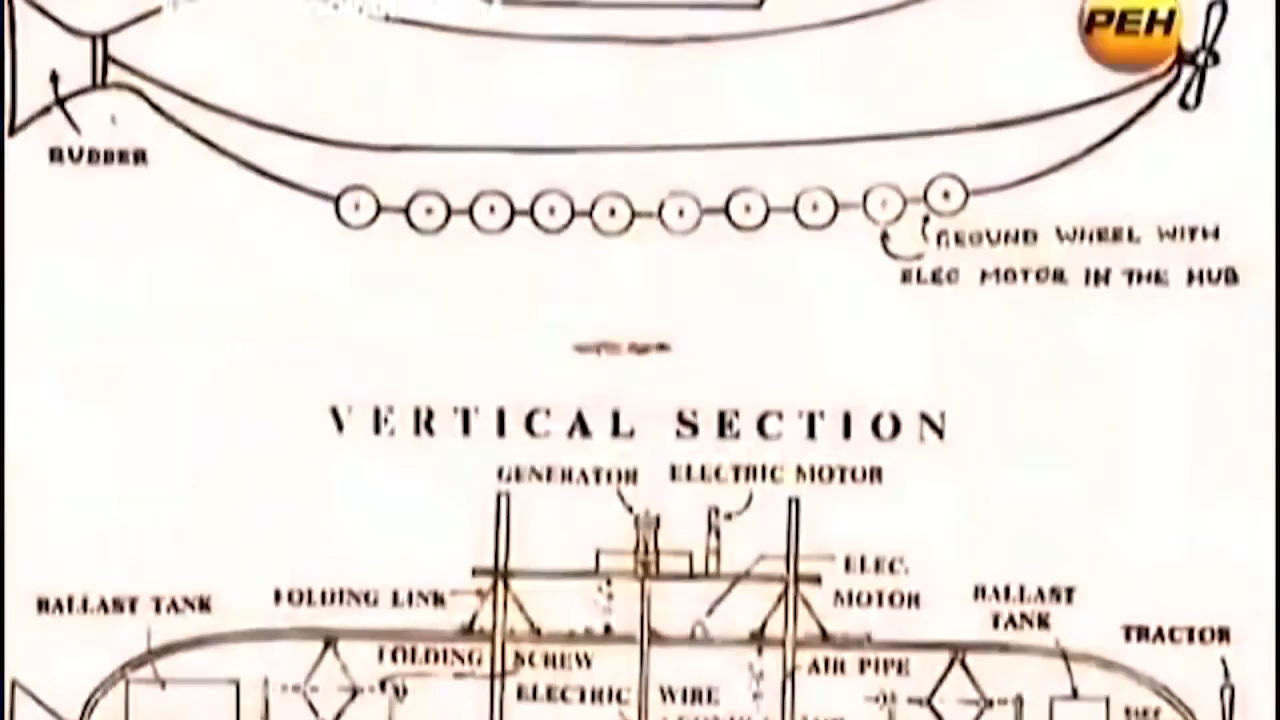 РЕН
RUDDER
GROUND WHEEL WITH
ELEC MOTOR IN THE HUB
VERTICAL SECTION
GENERATOR ELECTRIC MOTOR
ELEC.
MOTOR
BALLAST TANK
FOLDING LINK
BALLAST
TANK
TRACTOR
FOLDING SCREW
AIR PIPE
ELECTRIC WIRE